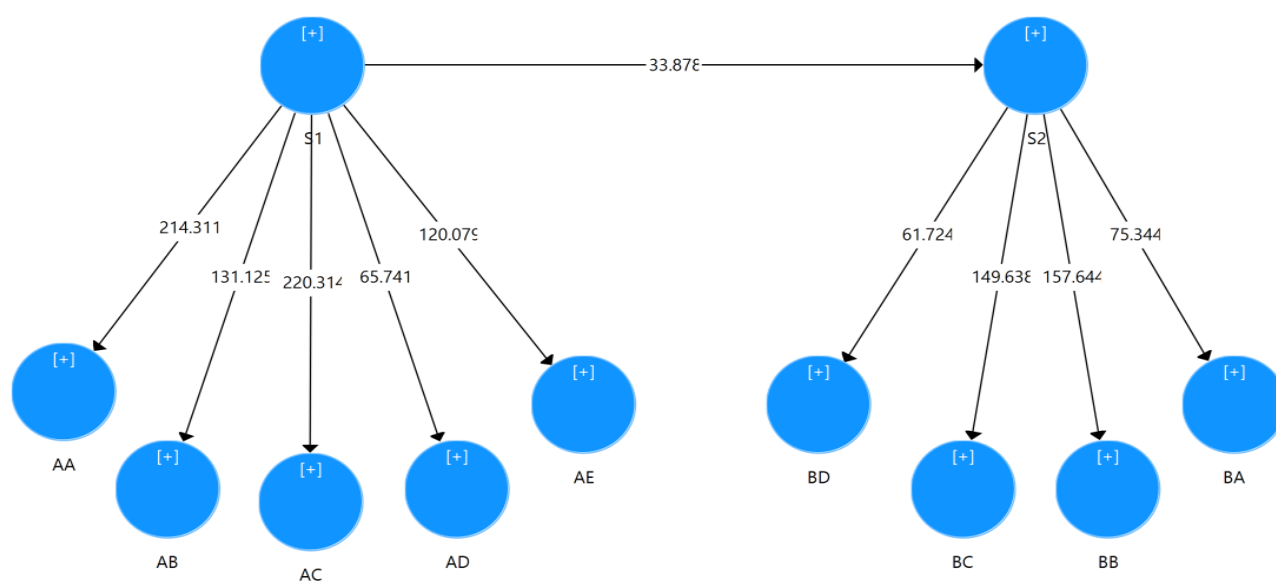 [+]
[+]
33.878
S1
S2
214.311
131.125
220.314
65.741
120.079
61.724
149.638
157.644
75.344
[+]
AA
[+]
AB
[+]
AC
[+]
AD
[+]
AE
[+]
BD
[+]
BC
[+]
BB
[+]
BA